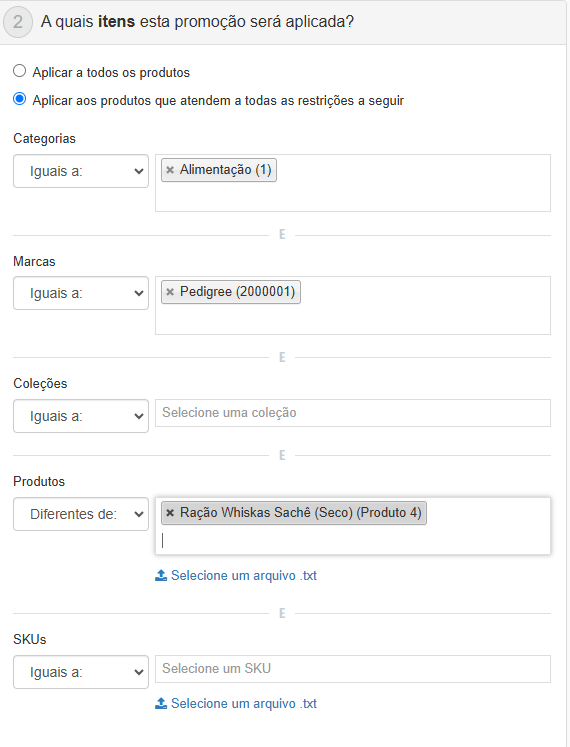 2 A quais itens esta promoção será aplicada?
Aplicar a todos os produtos
Aplicar aos produtos que atendem a todas as restrições a seguir
Categorias
Iguais a:
× Alimentação (1)
E
Marcas
Iguais a:
× Pedigree (2000001)
E
Coleções
Iguais a:
Selecione uma coleção
E
Produtos
Diferentes de:
× Ração Whiskas Sachê (Seco) (Produto 4)
Selecione um arquivo .txt
E
SKUs
Iguais a:
Selecione um SKU
Selecione um arquivo .txt